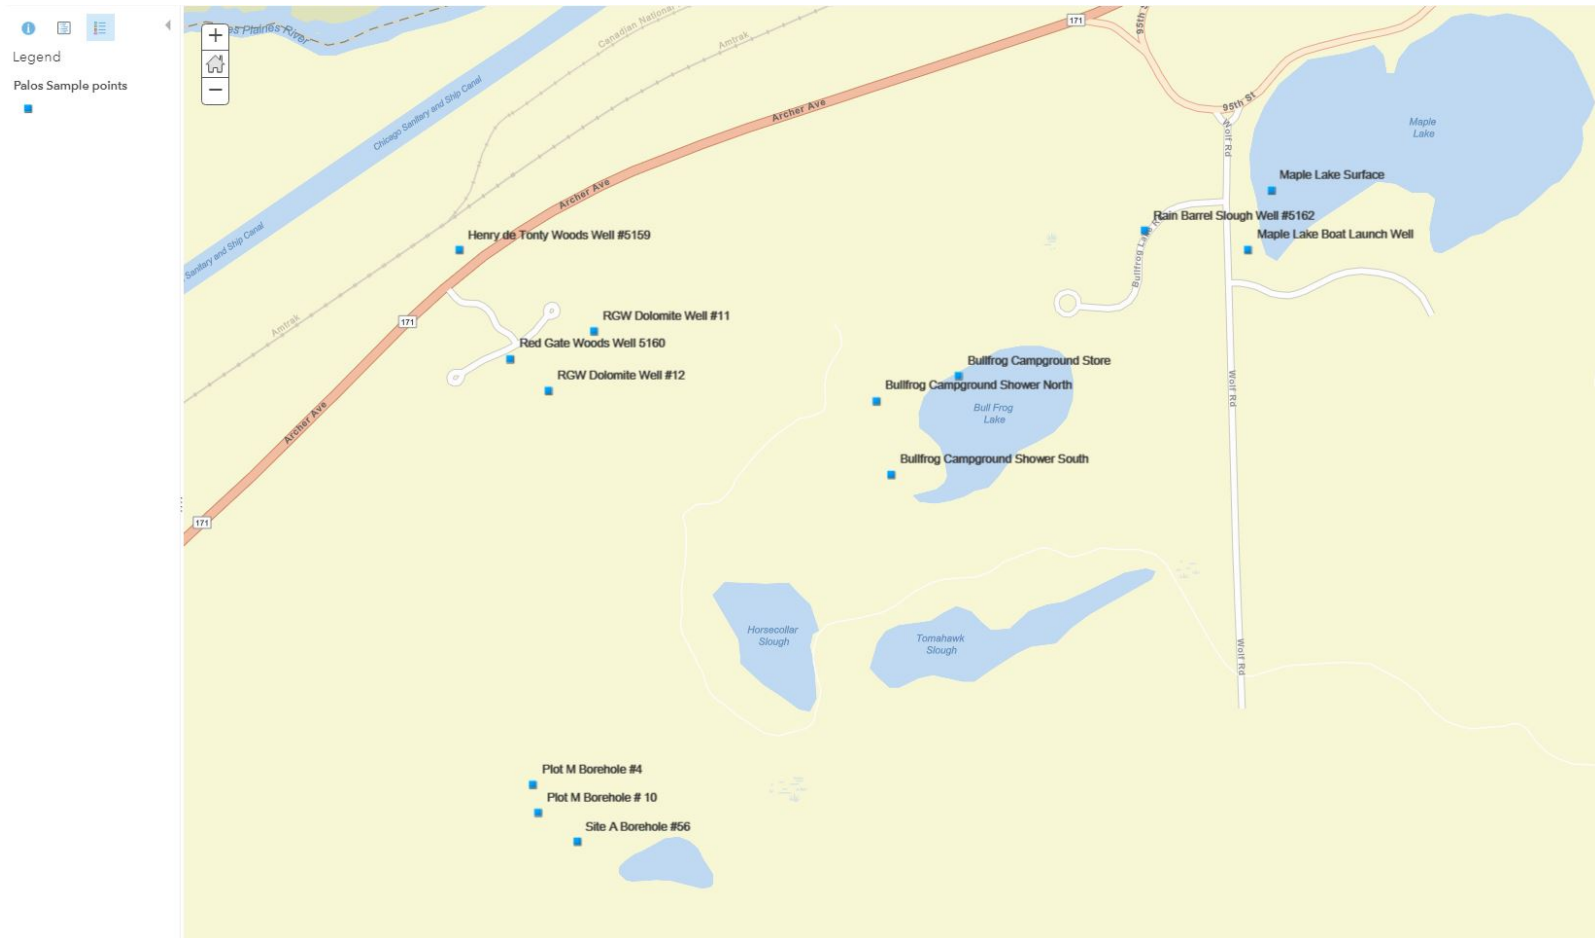 Legend
Palos Sample points
+
−
Plaines River
Canadian National
Amtrak
171
95th S
Chicago Sanitary and Ship Canal
Archer Ave
95th St
Maple
Lake
Wolf Rd
Archer Ave
Maple Lake Surface
Rain Barrel Slough Well #5162
Henry de Tonty Woods Well #5159
Maple Lake Boat Launch Well
Sanitary and Ship Canal
Bullfrog Lake R
Amtrak
171
RGW Dolomite Well #11
Red Gate Woods Well 5160
RGW Dolomite Well #12
Bullfrog Campground Store
Bullfrog Campground Shower North
Wolf Rd
Bull Frog
Lake
Archer Ave
Bullfrog Campground Shower South
171
Horsecollar
Slough
Tomahawk
Slough
Wolf Rd
Plot M Borehole #4
Plot M Borehole # 10
Site A Borehole #56